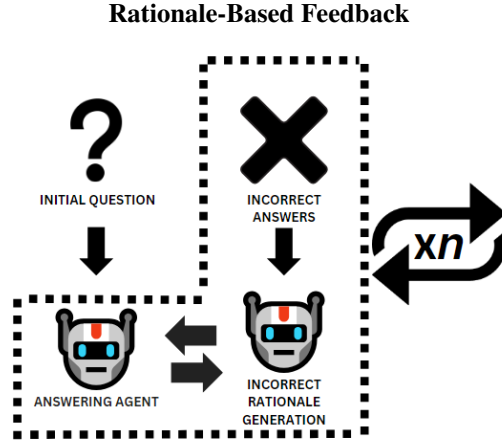 Rationale-Based Feedback
?
INITIAL QUESTION
INCORRECT
ANSWERS
xn
ANSWERING AGENT
INCORRECT
RATIONALE
GENERATION